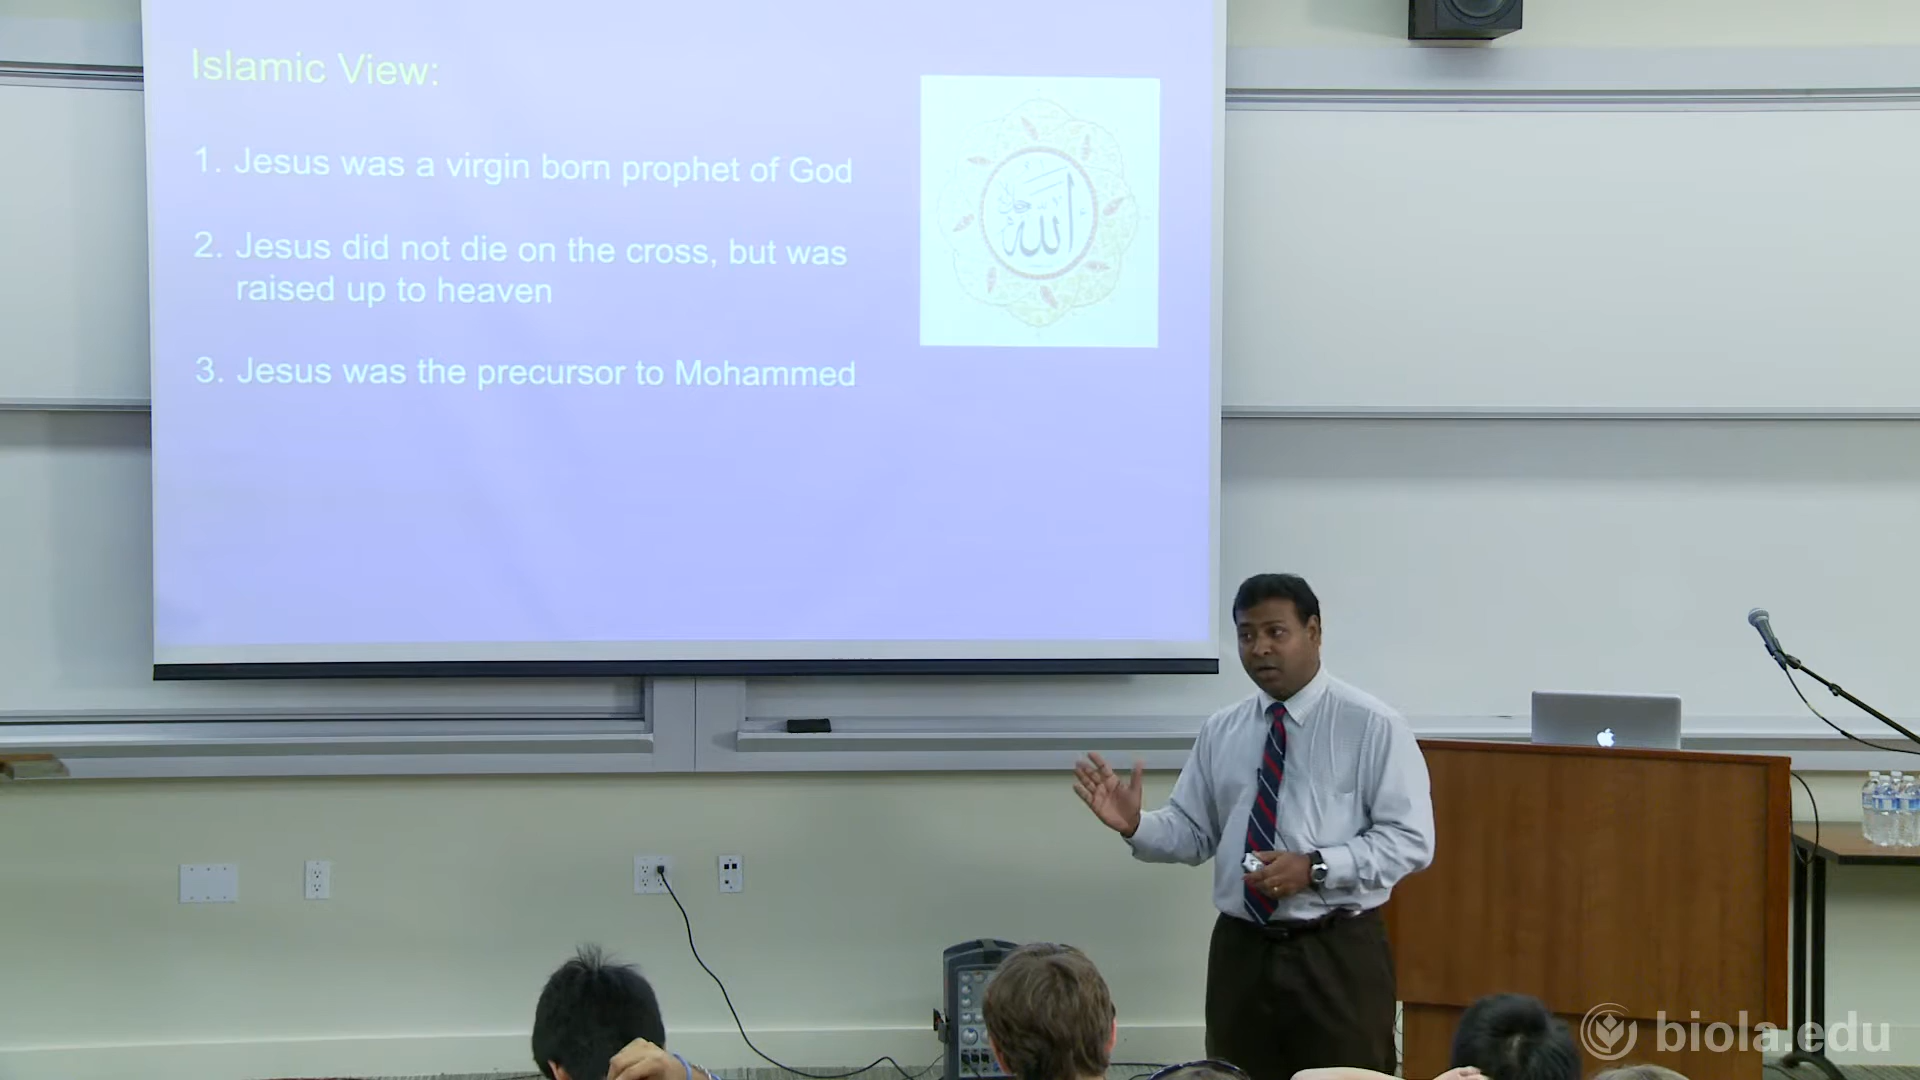 Islamic View:
1. Jesus was a virgin born prophet of God
2. Jesus did not die on the cross, but was
raised up to heaven
3. Jesus was the precursor to Mohammed
الله
biola.edu